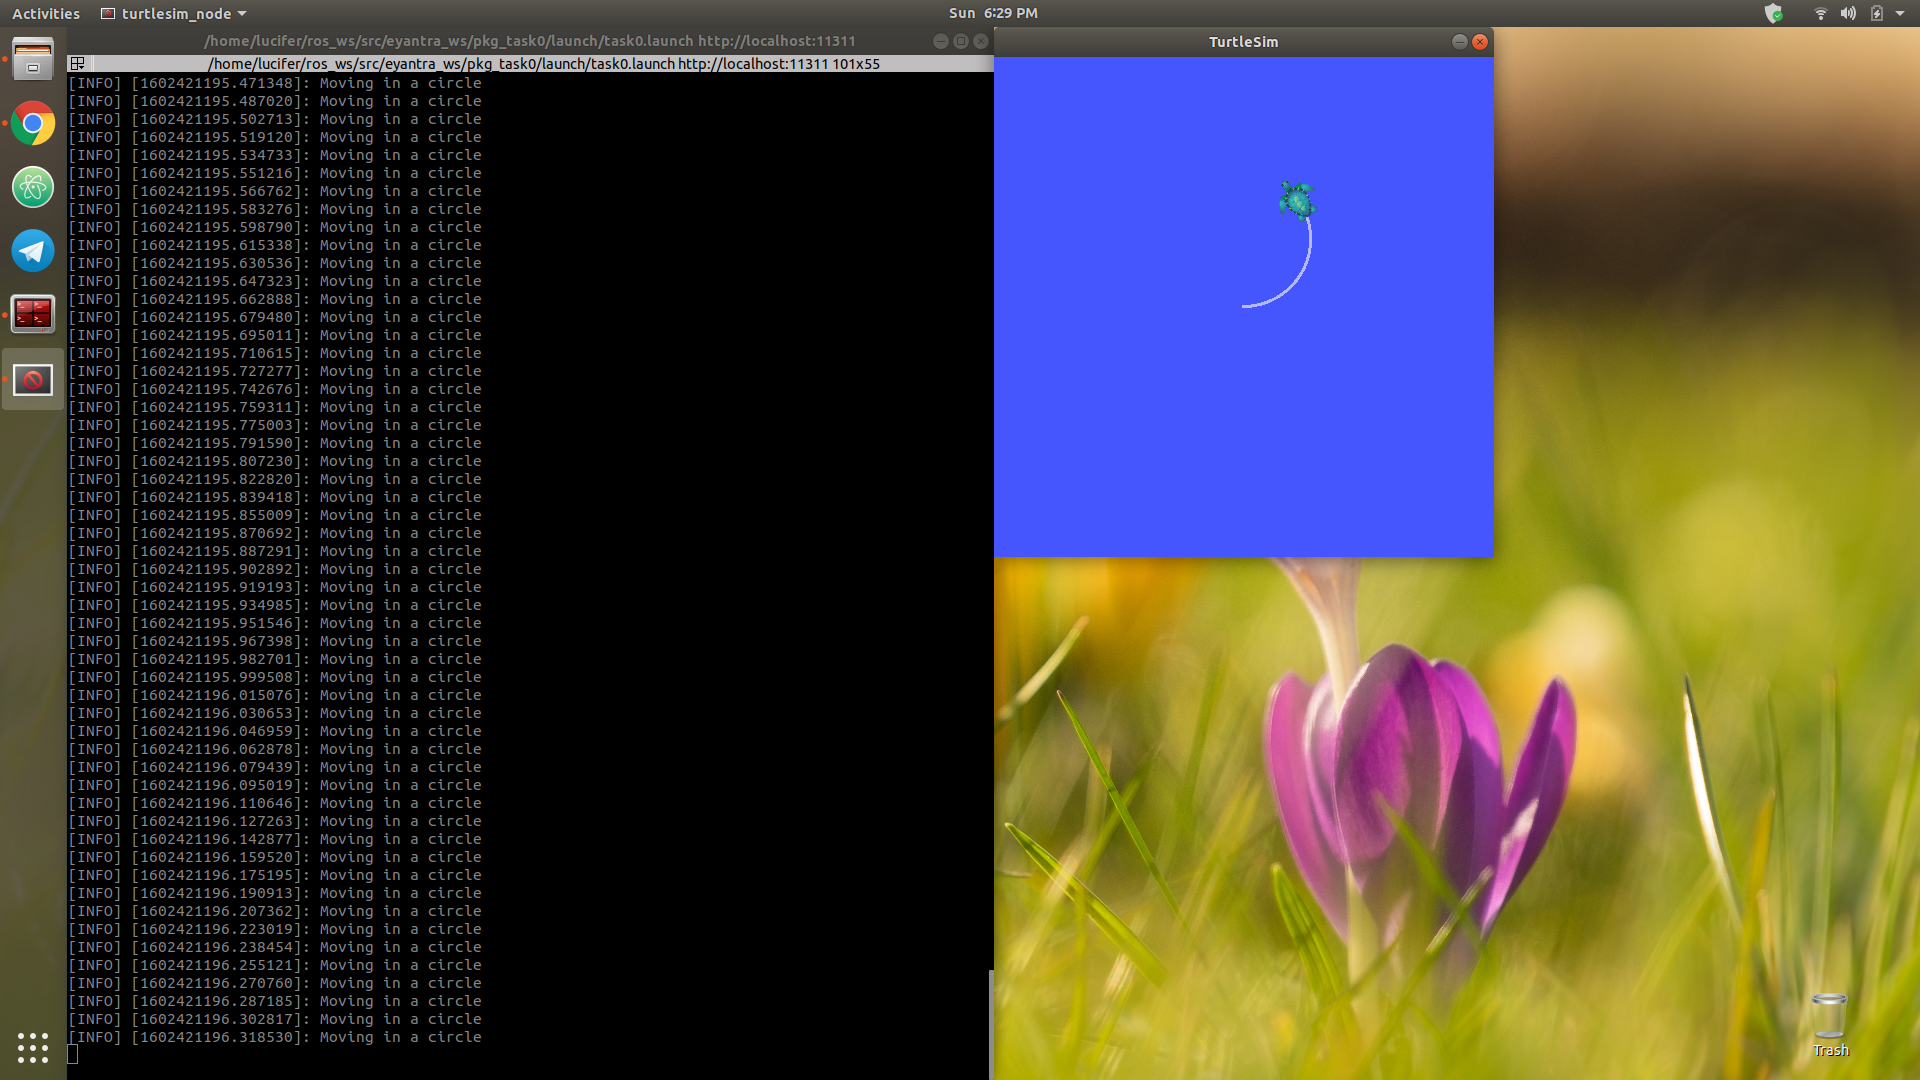 Activities
turtlesim_node
Sun 6:29 PM
/home/lucifer/ros_ws/src/eyantra_ws/pkg_task0/launch/task0.launch http://localhost:11311
/home/lucifer/ros_ws/src/eyantra_ws/pkg_task0/launch/task0.launch http://localhost:11311 101x55
[INFO] [1602421195.471348]: Moving in a circle
[INFO] [1602421195.487020]: Moving in a circle
[INFO] [1602421195.502713]: Moving in a circle
[INFO] [1602421195.519120]: Moving in a circle
[INFO] [1602421195.534733]: Moving in a circle
[INFO] [1602421195.551216]: Moving in a circle
[INFO] [1602421195.566762]: Moving in a circle
[INFO] [1602421195.583276]: Moving in a circle
[INFO] [1602421195.598790]: Moving in a circle
[INFO] [1602421195.615338]: Moving in a circle
[INFO] [1602421195.630536]: Moving in a circle
[INFO] [1602421195.647323]: Moving in a circle
[INFO] [1602421195.662888]: Moving in a circle
[INFO] [1602421195.679480]: Moving in a circle
[INFO] [1602421195.695011]: Moving in a circle
[INFO] [1602421195.710615]: Moving in a circle
[INFO] [1602421195.727277]: Moving in a circle
[INFO] [1602421195.742676]: Moving in a circle
[INFO] [1602421195.759311]: Moving in a circle
[INFO] [1602421195.775003]: Moving in a circle
[INFO] [1602421195.791590]: Moving in a circle
[INFO] [1602421195.807230]: Moving in a circle
[INFO] [1602421195.822820]: Moving in a circle
[INFO] [1602421195.839418]: Moving in a circle
[INFO] [1602421195.855009]: Moving in a circle
[INFO] [1602421195.870692]: Moving in a circle
[INFO] [1602421195.887291]: Moving in a circle
[INFO] [1602421195.902892]: Moving in a circle
[INFO] [1602421195.919193]: Moving in a circle
[INFO] [1602421195.934985]: Moving in a circle
[INFO] [1602421195.951546]: Moving in a circle
[INFO] [1602421195.967398]: Moving in a circle
[INFO] [1602421195.982701]: Moving in a circle
[INFO] [1602421195.999508]: Moving in a circle
[INFO] [1602421196.015076]: Moving in a circle
[INFO] [1602421196.030653]: Moving in a circle
[INFO] [1602421196.046959]: Moving in a circle
[INFO] [1602421196.062878]: Moving in a circle
[INFO] [1602421196.079439]: Moving in a circle
[INFO] [1602421196.095019]: Moving in a circle
[INFO] [1602421196.110646]: Moving in a circle
[INFO] [1602421196.127263]: Moving in a circle
[INFO] [1602421196.142877]: Moving in a circle
[INFO] [1602421196.159520]: Moving in a circle
[INFO] [1602421196.175195]: Moving in a circle
[INFO] [1602421196.190913]: Moving in a circle
[INFO] [1602421196.207362]: Moving in a circle
[INFO] [1602421196.223019]: Moving in a circle
[INFO] [1602421196.238454]: Moving in a circle
[INFO] [1602421196.255121]: Moving in a circle
[INFO] [1602421196.270760]: Moving in a circle
[INFO] [1602421196.287185]: Moving in a circle
[INFO] [1602421196.302817]: Moving in a circle
[INFO] [1602421196.318530]: Moving in a circle
TurtleSim
Trash